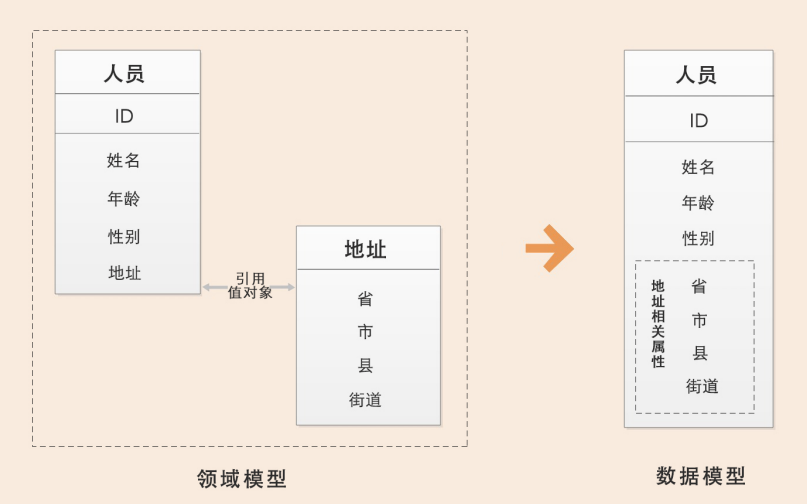 人员
ID
姓名
年龄
性别
地址
引用
值对象
地址
省
市
县
街道
领域模型
人员
ID
姓名
年龄
性别
地址相关属性
省
市
县
街道
数据模型